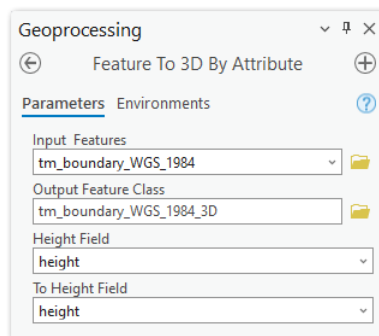 Geoprocessing
Feature To 3D By Attribute
Parameters Environments
Input Features
tm_boundary_WGS_1984
Output Feature Class
tm_boundary_WGS_1984_3D
Height Field
height
To Height Field
height